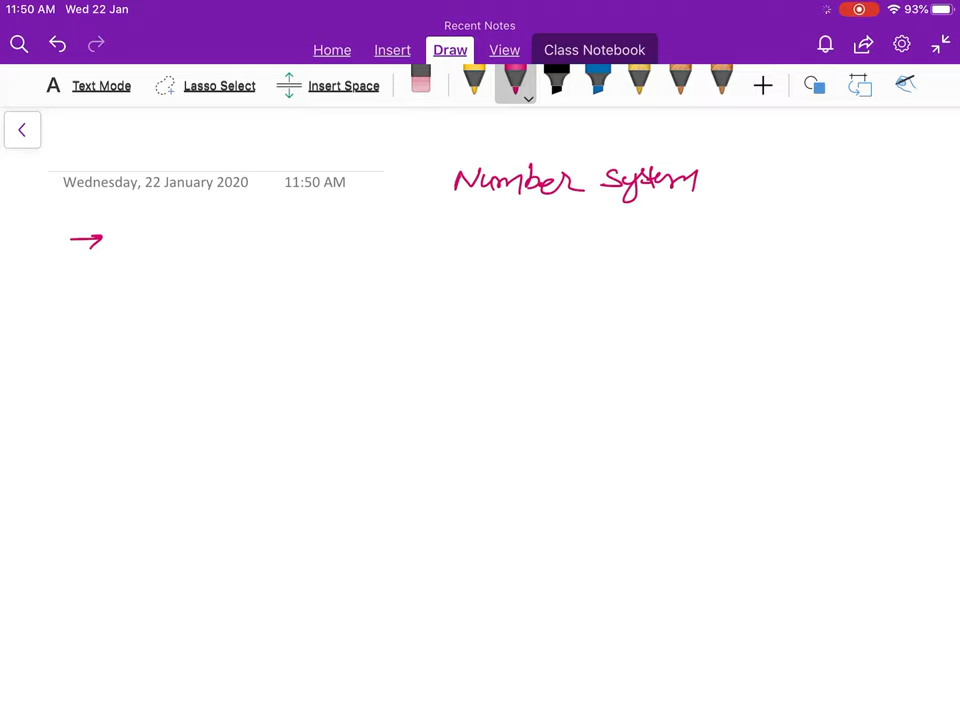 11:50 AM Wed 22 Jan 93%
Recent Notes
Home Insert Draw View Class Notebook
A Text Mode Lasso Select Insert Space
Wednesday, 22 January 2020 11:50 AM
Number System
→